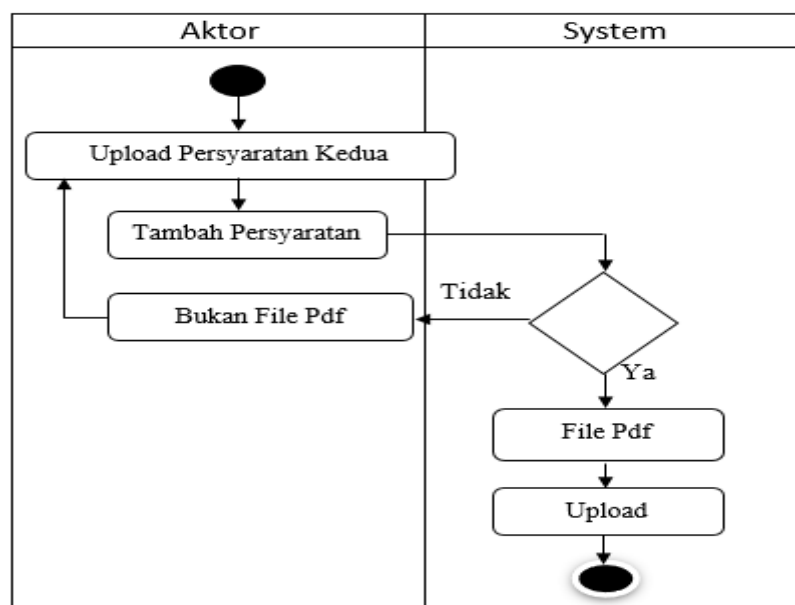 Aktor
System
Upload Persyaratan Kedua
Tambah Persyaratan
Tidak
Bukan File Pdf
Ya
File Pdf
Upload